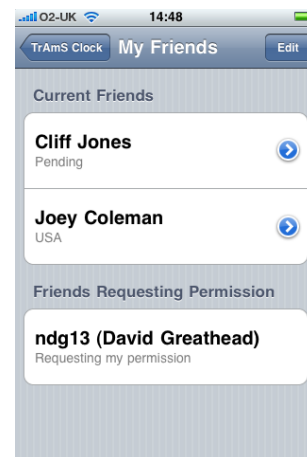 O2-UK 14:48
TrAmS Clock My Friends Edit
Current Friends
Cliff Jones
Pending
Joey Coleman
USA
Friends Requesting Permission
ndg13 (David Greathead)
Requesting my permission